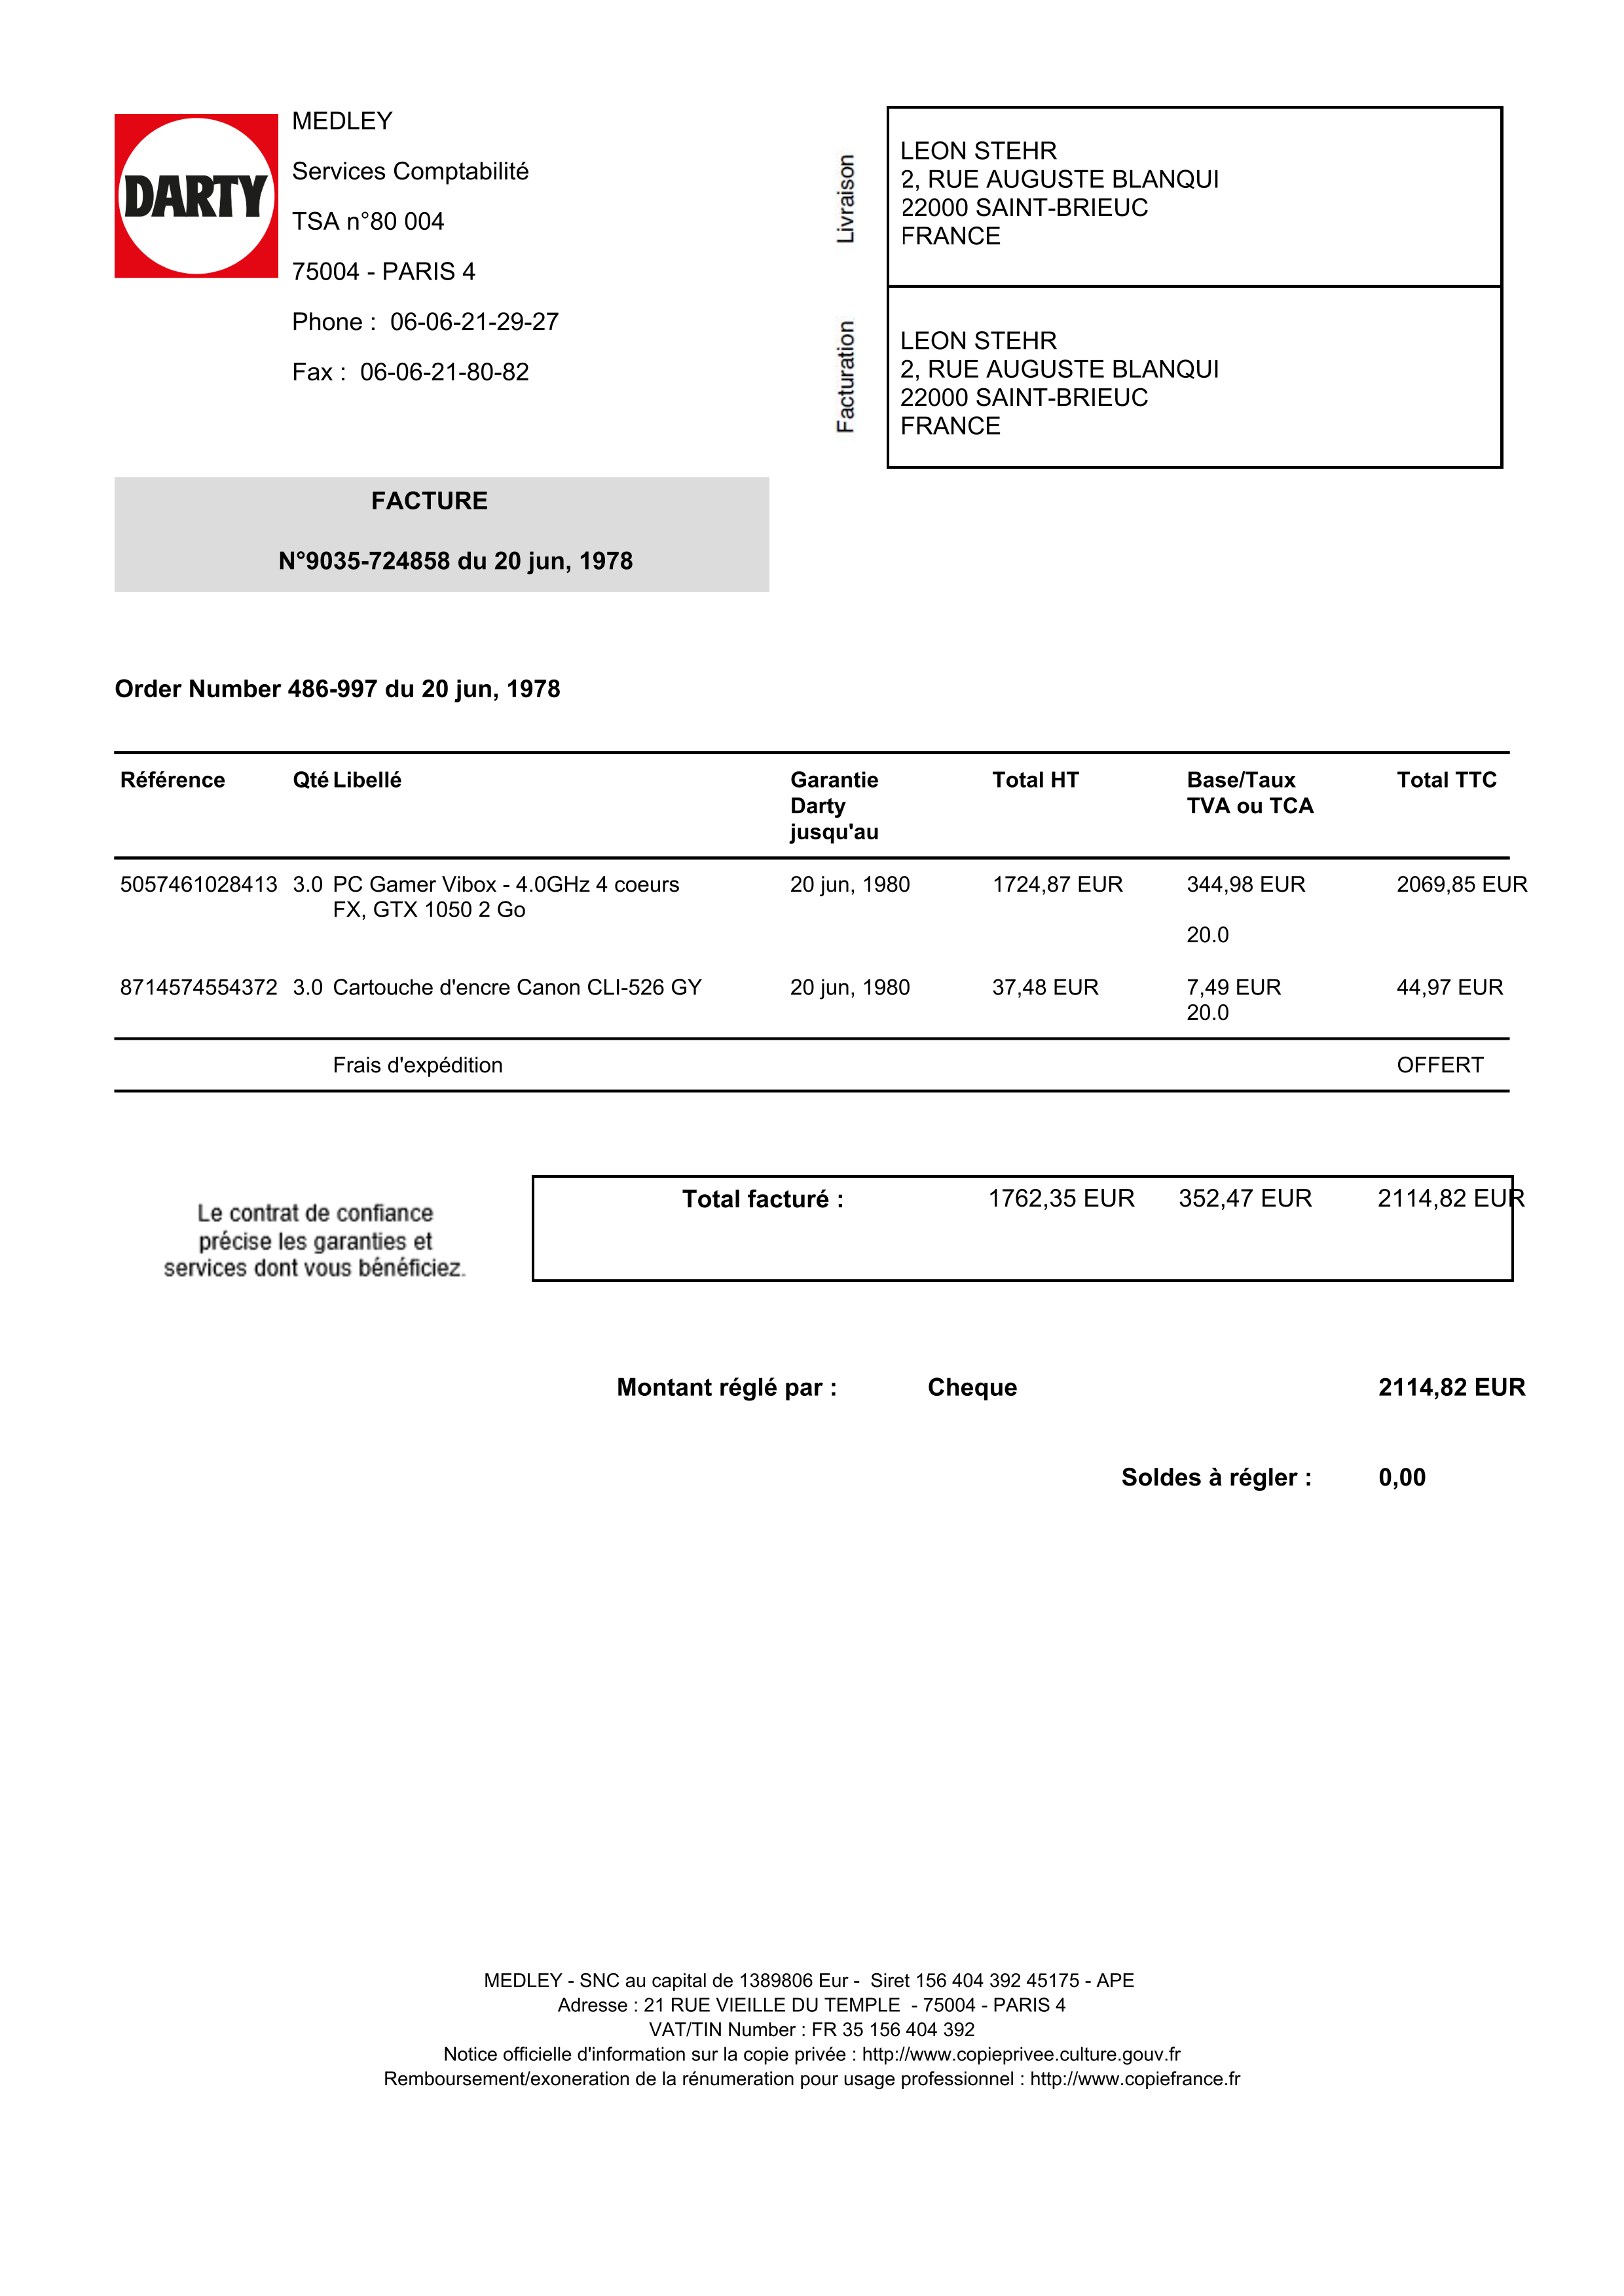 DARTY
MEDLEY
Services Comptabilité
TSA n°80 004
75004 - PARIS 4
Phone : 06-06-21-29-27
Fax : 06-06-21-80-82
Livraison
LEON STEHR
2, RUE AUGUSTE BLANQUI
22000 SAINT-BRIEUC
FRANCE
Facturation
LEON STEHR
2, RUE AUGUSTE BLANQUI
22000 SAINT-BRIEUC
FRANCE
FACTURE
N°9035-724858 du 20 jun, 1978
Order Number 486-997 du 20 jun, 1978
Référence Qté Libellé Garantie Total HT Base/Taux Total TTC
Darty TVA ou TCA
jusqu'au
5057461028413 3.0 PC Gamer Vibox - 4.0GHz 4 coeurs 20 jun, 1980 1724,87 EUR 344,98 EUR 2069,85 EUR
FX, GTX 1050 2 Go
20.0
8714574554372 3.0 Cartouche d'encre Canon CLI-526 GY 20 jun, 1980 37,48 EUR 7,49 EUR 44,97 EUR
20.0
Frais d'expédition OFFERT
Le contrat de confiance
précise les garanties et
services dont vous bénéficiez.
Total facturé : 1762,35 EUR 352,47 EUR 2114,82 EUR
Montant réglé par : Cheque 2114,82 EUR
Soldes à régler : 0,00
MEDLEY - SNC au capital de 1389806 Eur - Siret 156 404 392 45175 - APE
Adresse : 21 RUE VIEILLE DU TEMPLE - 75004 - PARIS 4
VAT/TIN Number : FR 35 156 404 392
Notice officielle d'information sur la copie privée : http://www.copieprivee.culture.gouv.fr
Remboursement/exoneration de la rénumeration pour usage professionnel : http://www.copiefrance.fr